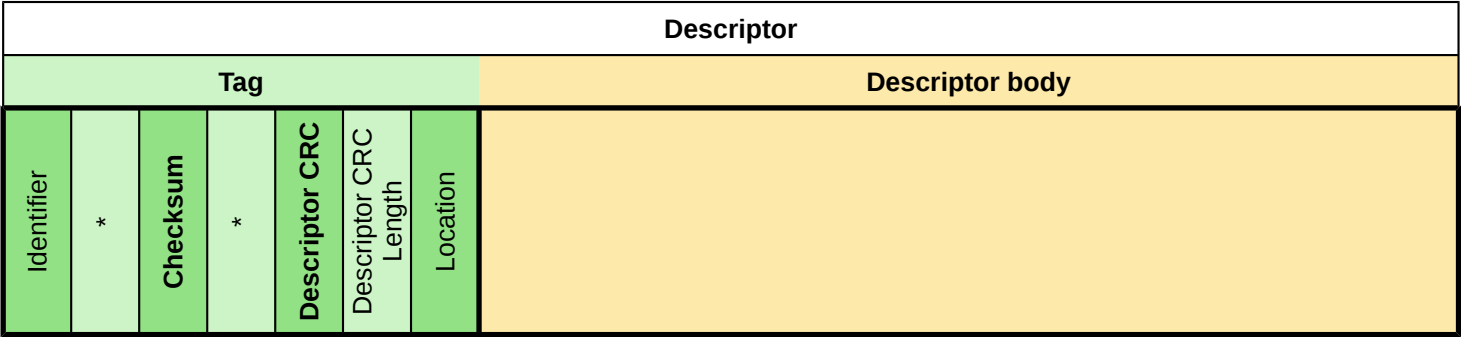 Descriptor
Tag
Descriptor body
Identifier
*
Checksum
*
Descriptor CRC
Descriptor CRC
Length
Location